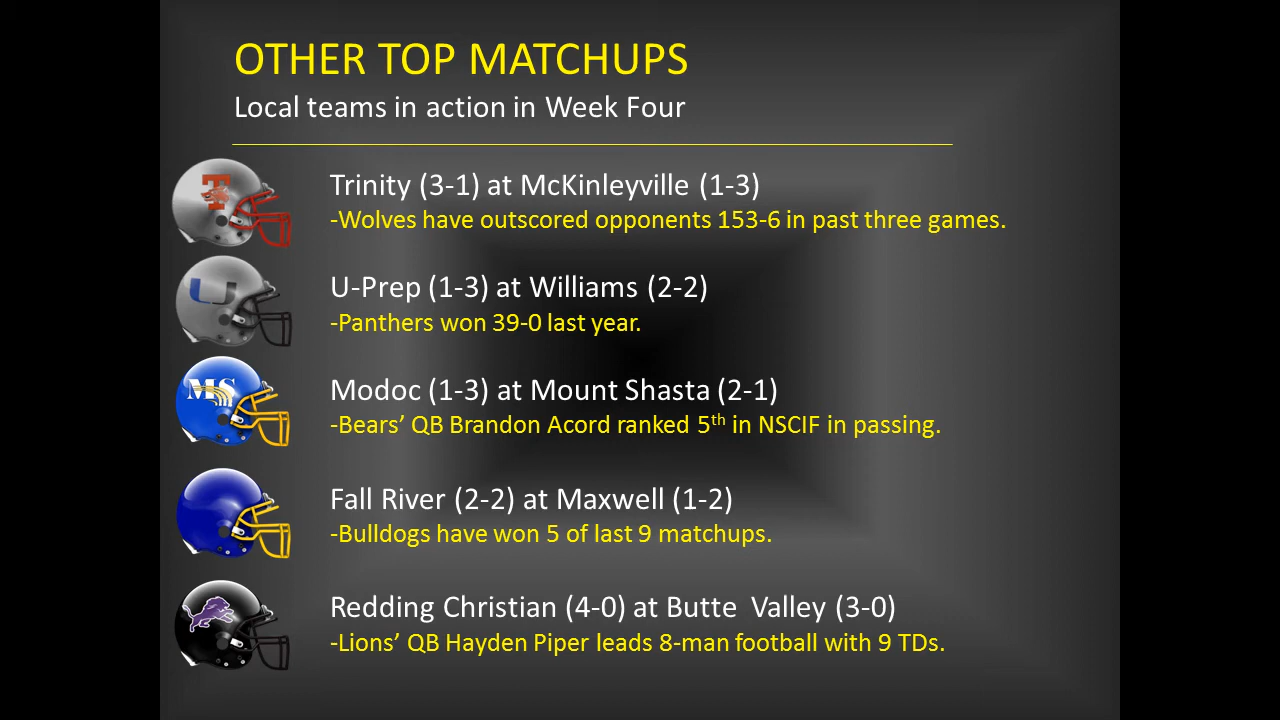 OTHER TOP MATCHUPS
Local teams in action in Week Four
T
Trinity (3-1) at McKinleyville (1-3)
-Wolves have outscored opponents 153-6 in past three games.
U
U-Prep (1-3) at Williams (2-2)
-Panthers won 39-0 last year.
MS
Modoc (1-3) at Mount Shasta (2-1)
-Bears’ QB Brandon Acord ranked 5th in NSCIF in passing.
Fall River (2-2) at Maxwell (1-2)
-Bulldogs have won 5 of last 9 matchups.
Redding Christian (4-0) at Butte  Valley (3-0)
-Lions’ QB Hayden Piper leads 8-man football with 9 TDs.